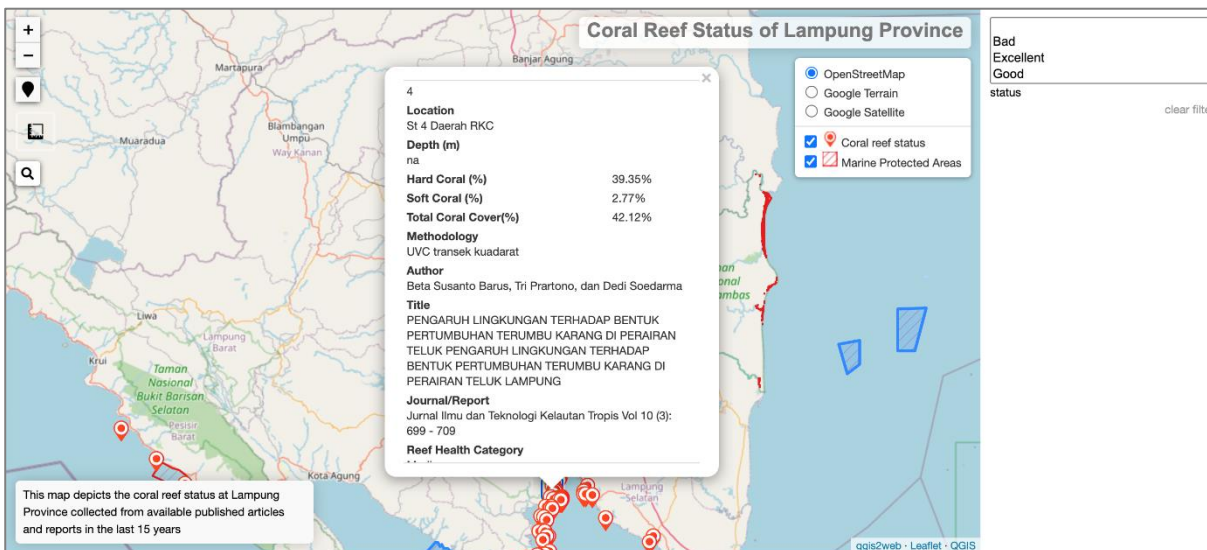 +
−
Coral Reef Status of Lampung Province
Bad
Excellent
Good
status
clear filte
OpenStreetMap
Google Terrain
Google Satellite
Coral reef status
Marine Protected Areas
×
4
Location
St 4 Daerah RKC
Depth (m)
na
Hard Coral (%) 39.35%
Soft Coral (%) 2.77%
Total Coral Cover(%) 42.12%
Methodology
UVC transek kuadarat
Author
Beta Susanto Barus, Tri Prartono, dan Dedi Soedarma
Title
PENGARUH LINGKUNGAN TERHADAP BENTUK
PERTUMBUHAN TERUMBU KARANG DI PERAIRAN
TELUK PENGARUH LINGKUNGAN TERHADAP
BENTUK PERTUMBUHAN TERUMBU KARANG DI
PERAIRAN TELUK LAMPUNG
Journal/Report
Jurnal Ilmu dan Teknologi Kelautan Tropis Vol 10 (3):
699 - 709
Reef Health Category
Martapura
Banjar Agung
Muaradua
Blambangan
Umpu
Way Kanan
Liwa
Lampung
Barat
Krui
Taman
Nasional
Bukit Barisan
Selatan
Pesisir
Barat
Kota Agung
Lampung
Selatan
This map depicts the coral reef status at Lampung
Province collected from available published articles
and reports in the last 15 years
qgis2web · Leaflet · QGIS